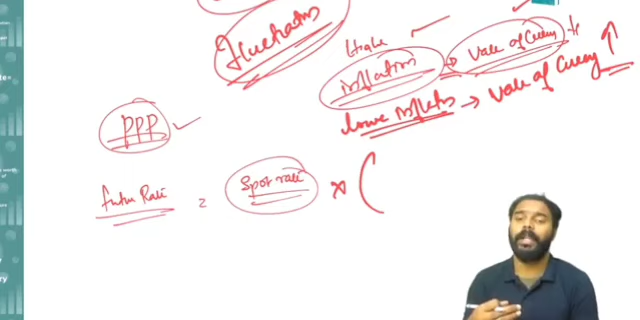 Fluctuation
Higher
inflation → Value of Currency ↓
lower inflation → Value of Currency ↑
PPP ✓
Future Rate = Spot rate × (